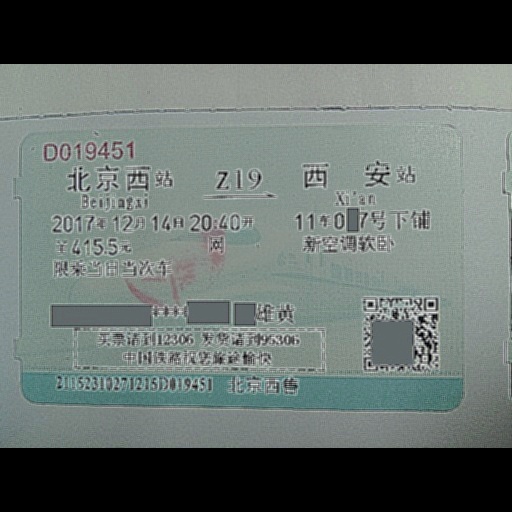 D019451
北京西站 Z19 西安站
Beijingxi Xi'an
2017年12月14日20:40开 11车0 7号下铺
￥415.5元 网 新空调软卧
限乘当日当次车
**** 雄黄
买票请到12306 发货请到95306
中国铁路祝您旅途愉快
21152310271215D019451 北京西售